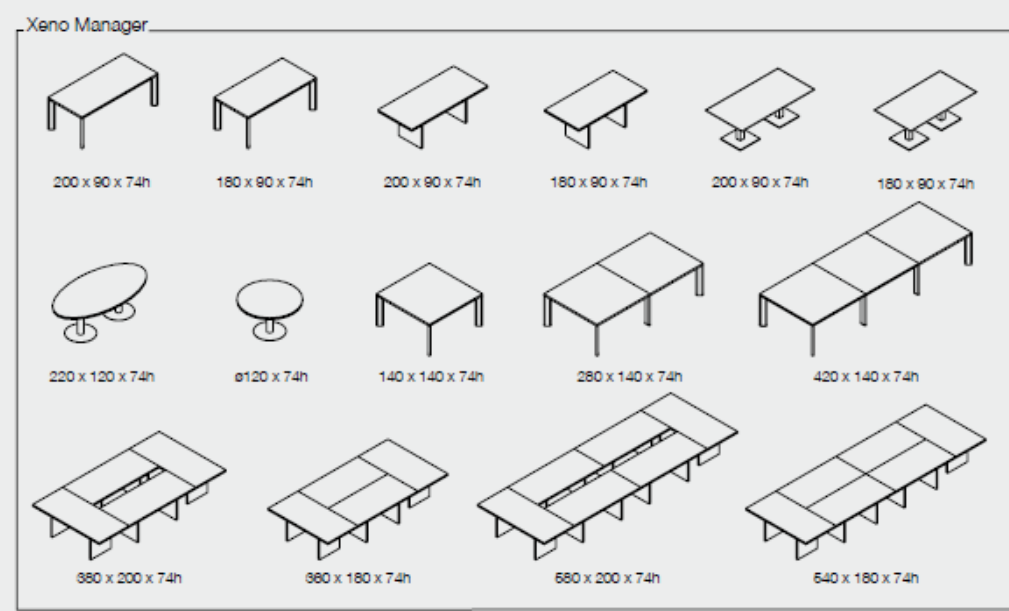 Xeno Manager
200 x 90 x 74h
180 x 90 x 74h
200 x 90 x 74h
180 x 90 x 74h
200 x 90 x 74h
180 x 90 x 74h
220 x 120 x 74h
ø120 x 74h
140 x 140 x 74h
280 x 140 x 74h
420 x 140 x 74h
380 x 200 x 74h
360 x 180 x 74h
580 x 200 x 74h
540 x 180 x 74h